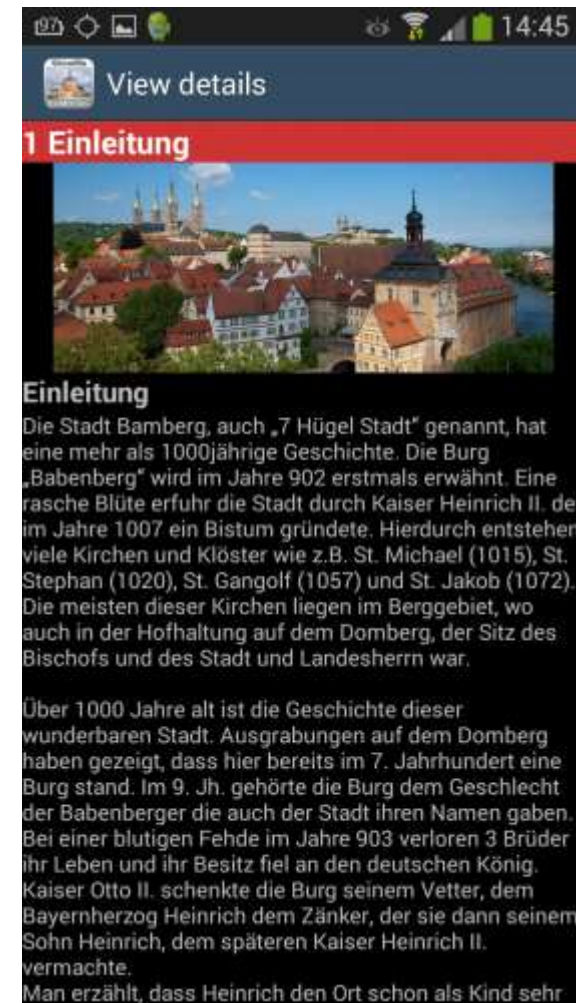 97
14:45
View details
1 Einleitung
Einleitung
Die Stadt Bamberg, auch „7 Hügel Stadt“ genannt, hat
eine mehr als 1000jährige Geschichte. Die Burg
„Babenberg“ wird im Jahre 902 erstmals erwähnt. Eine
rasche Blüte erfuhr die Stadt durch Kaiser Heinrich II. de
im Jahre 1007 ein Bistum gründete. Hierdurch entstehen
viele Kirchen und Klöster wie z.B. St. Michael (1015), St.
Stephan (1020), St. Gangolf (1057) und St. Jakob (1072).
Die meisten dieser Kirchen liegen im Berggebiet, wo
auch in der Hofhaltung auf dem Domberg, der Sitz des
Bischofs und des Stadt und Landesherrn war.
Über 1000 Jahre alt ist die Geschichte dieser
wunderbaren Stadt. Ausgrabungen auf dem Domberg
haben gezeigt, dass hier bereits im 7. Jahrhundert eine
Burg stand. Im 9. Jh. gehörte die Burg dem Geschlecht
der Babenberger die auch der Stadt ihren Namen gaben.
Bei einer blutigen Fehde im Jahre 903 verloren 3 Brüder
ihr Leben und ihr Besitz fiel an den deutschen König.
Kaiser Otto II. schenkte die Burg seinem Vetter, dem
Bayernherzog Heinrich dem Zänker, der sie dann seinem
Sohn Heinrich, dem späteren Kaiser Heinrich II.
vermachte.
Man erzählt, dass Heinrich den Ort schon als Kind sehr